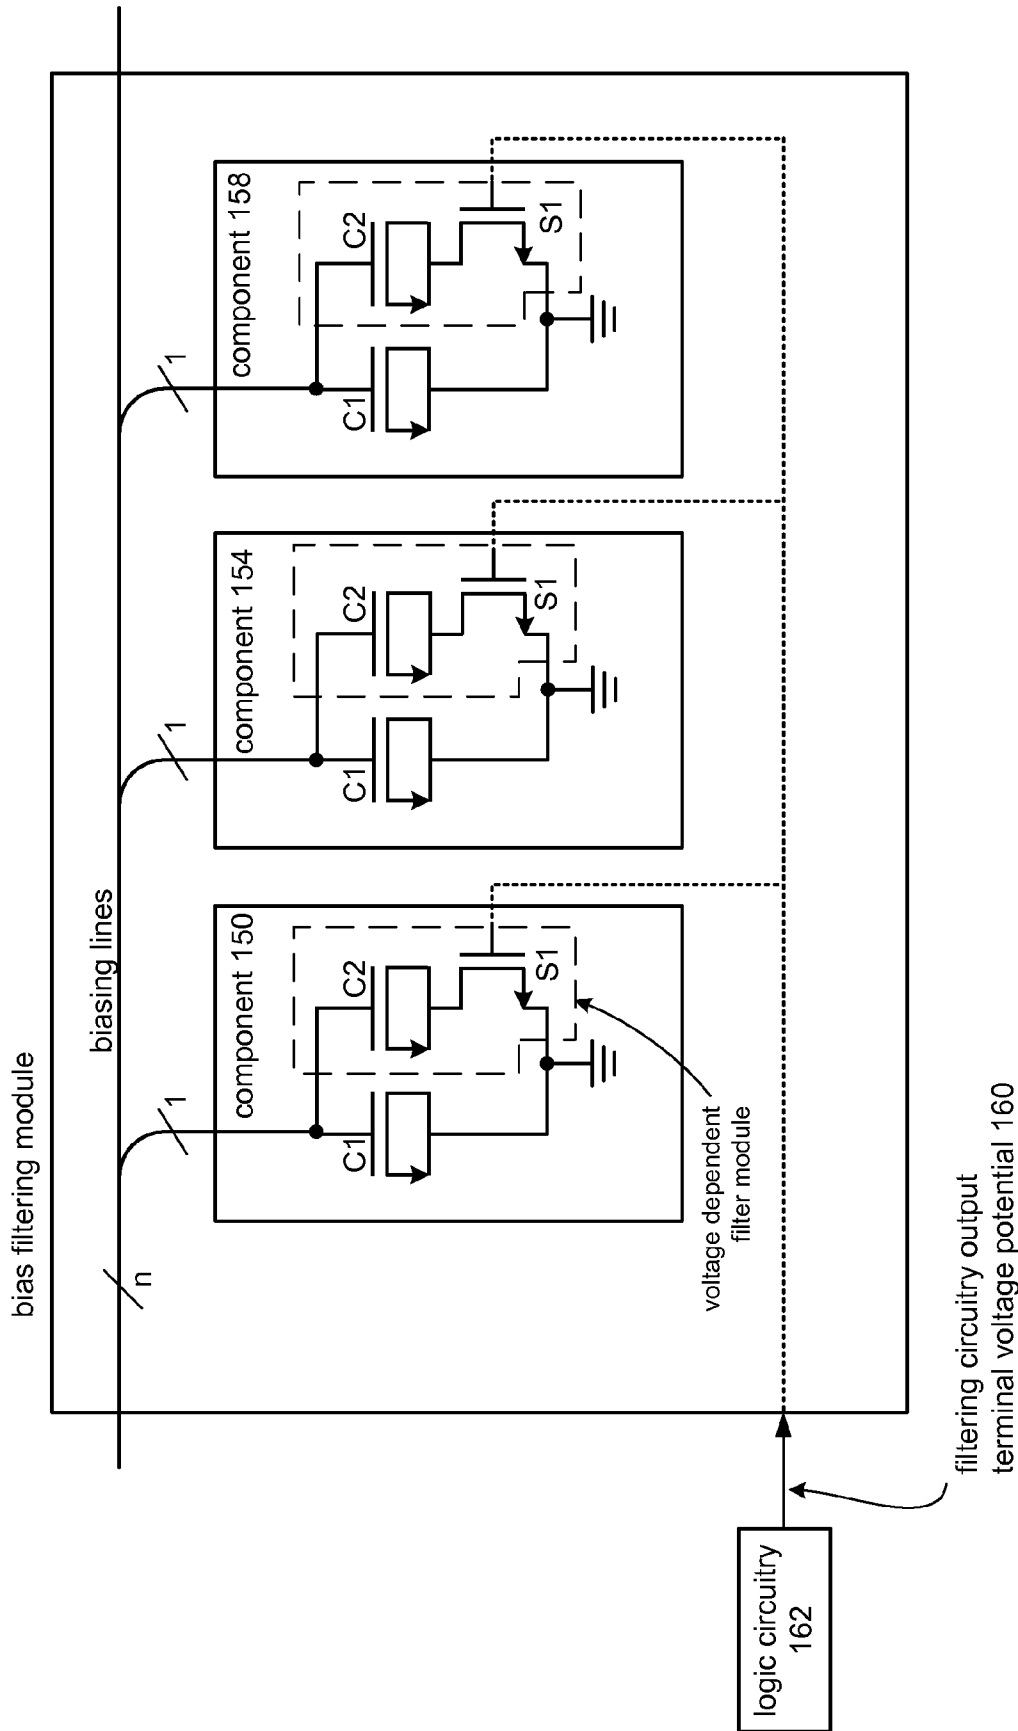 bias filtering module
biasing lines
n
1
1
1
component 150
C1
C2
S1
component 154
C1
C2
S1
component 158
C1
C2
S1
voltage dependent
filter module
logic circuitry
162
filtering circuitry output
terminal voltage potential 160